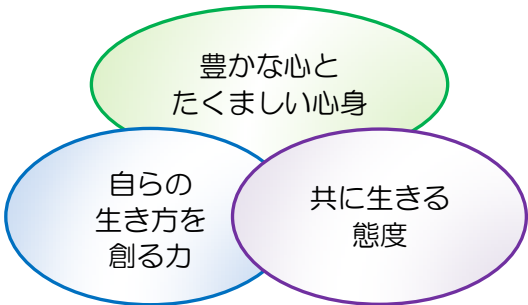 豊かな心と
たくましい心身
自らの
生き方を
創る力
共に生きる
態度